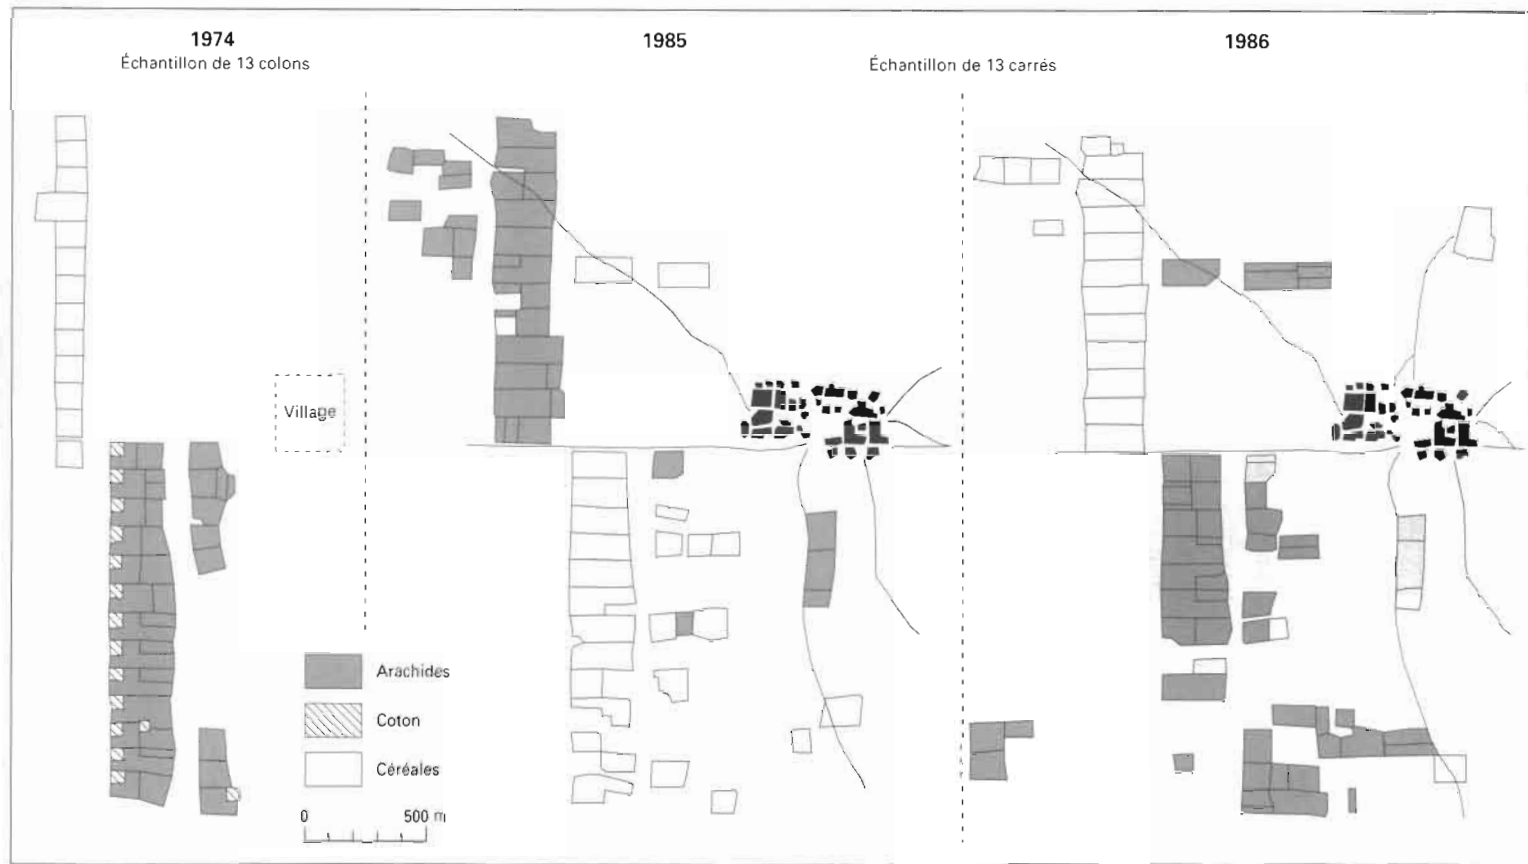 1974
Échantillon de 13 colons
1985
Échantillon de 13 carrés
1986
Village
Arachides
Coton
Céréales
0 500 m